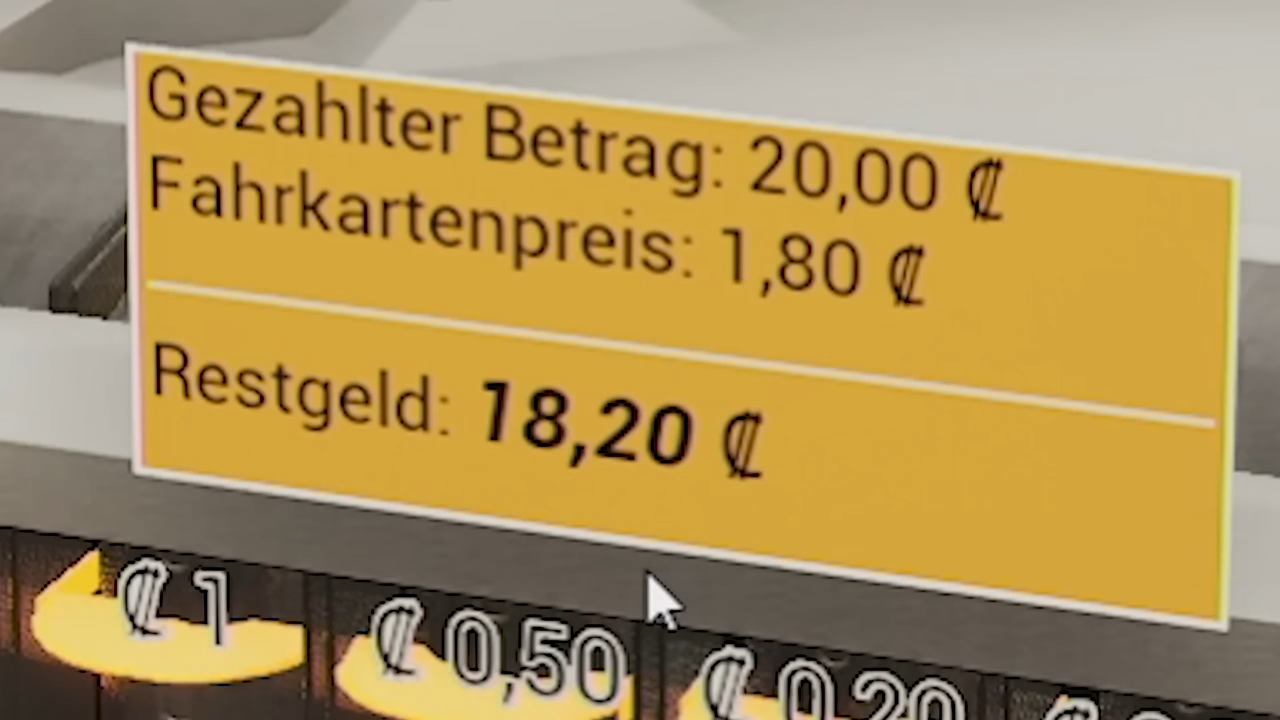 Gezahlter Betrag: 20,00 ₡
Fahrkartenpreis: 1,80 ₡
Restgeld: 18,20 ₡
₡ 1
₡ 0,50
₡ 0,20